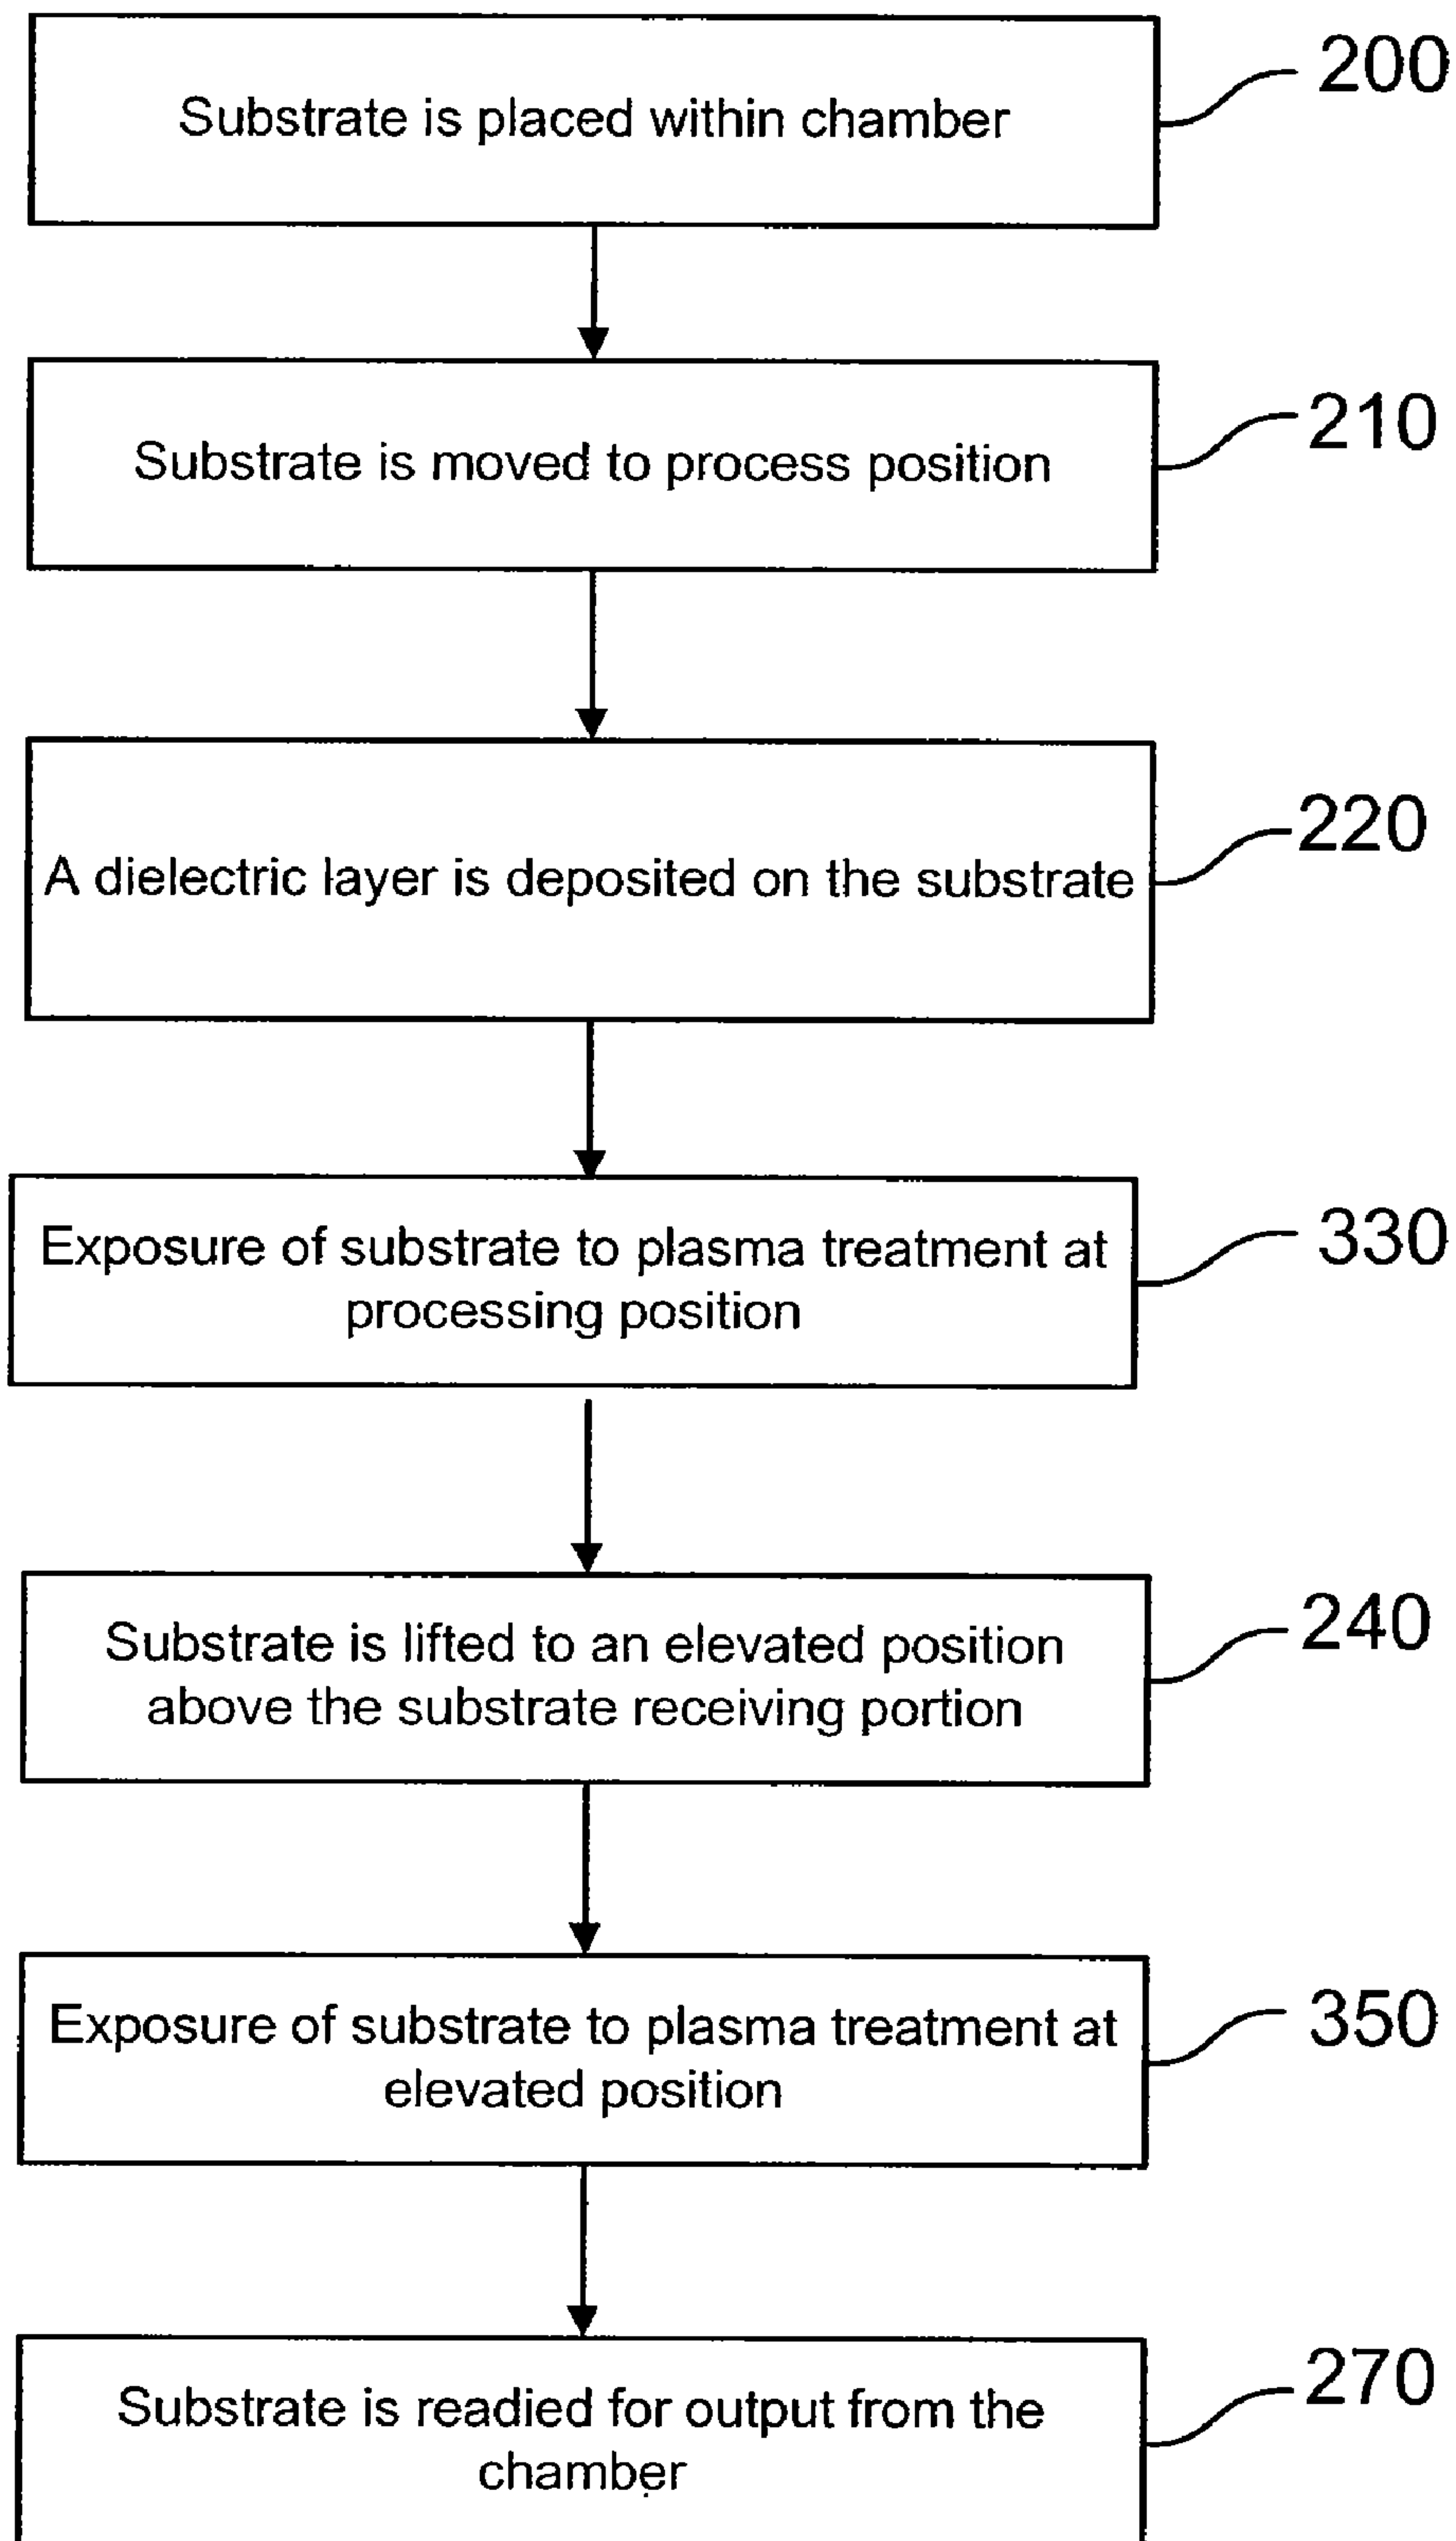 Substrate is placed within chamber
200
Substrate is moved to process position
210
A dielectric layer is deposited on the substrate
220
Exposure of substrate to plasma treatment at
processing position
330
Substrate is lifted to an elevated position
above the substrate receiving portion
240
Exposure of substrate to plasma treatment at
elevated position
350
Substrate is readied for output from the
chamber
270